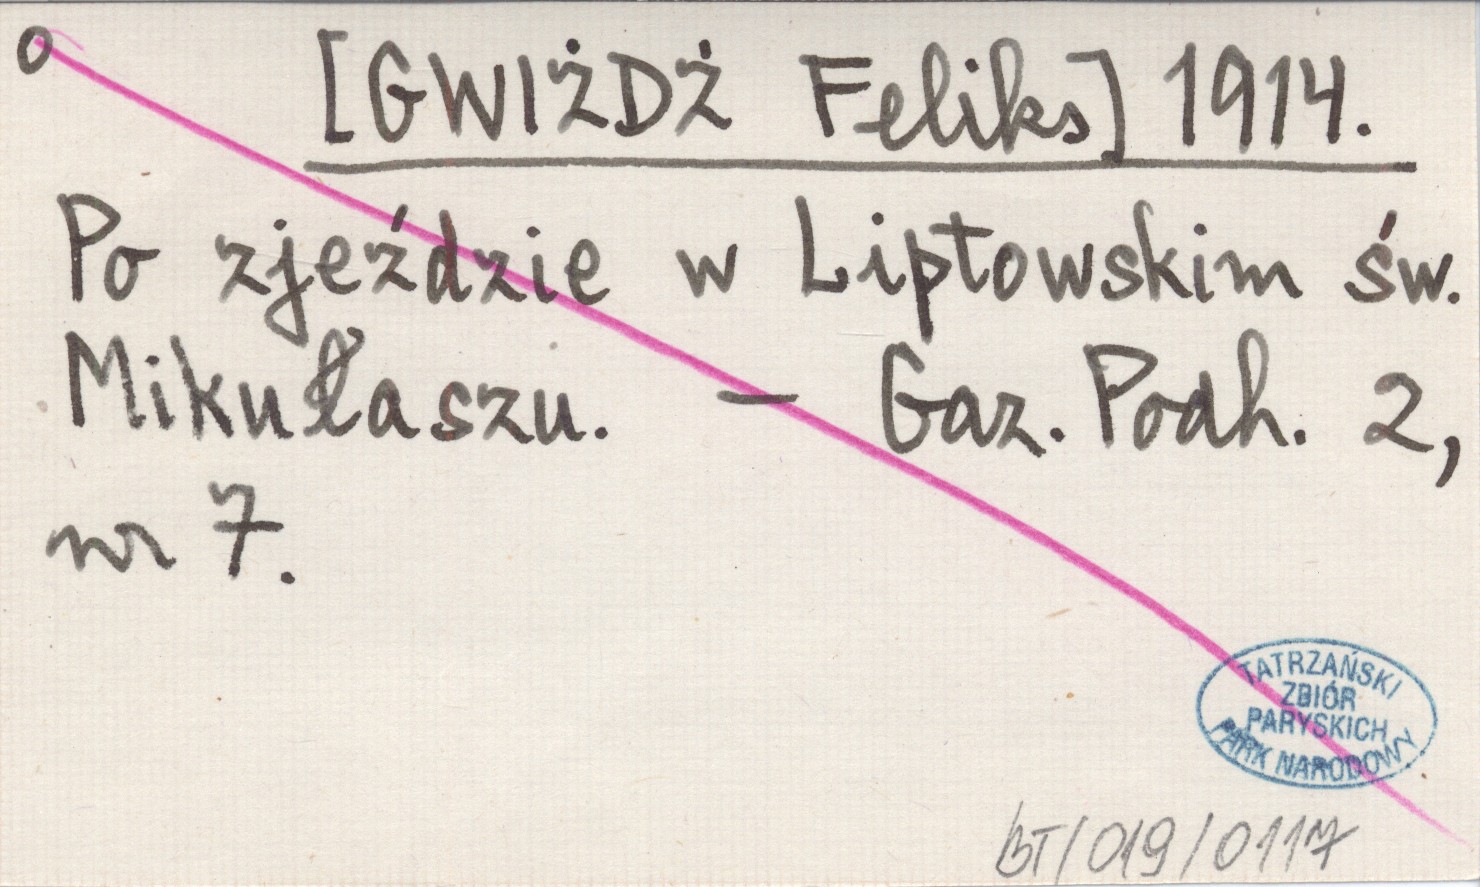 o
[GWIŻDŻ Feliks] 1914.
Po zjeździe w Liptowskim św.
Mikułaszu. – Gaz. Podh. 2,
nr 7.
TATRZAŃSKI
ZBIÓR
PARYSKICH
PARK NARODOWY
BT/019/0117